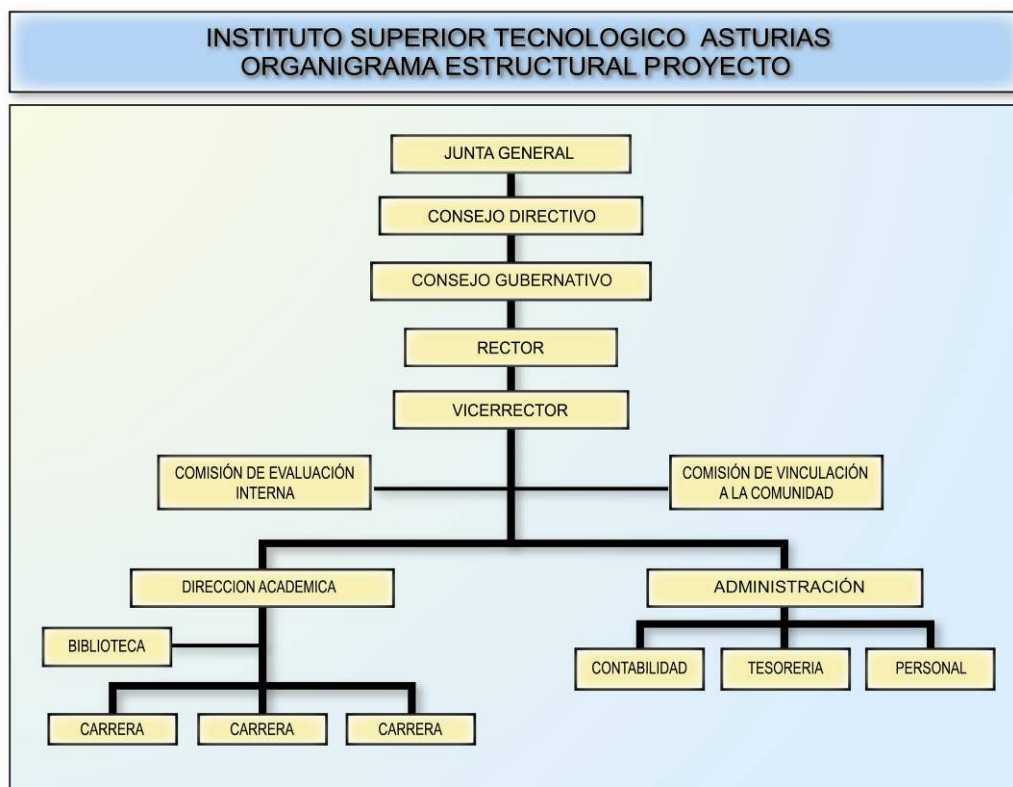 INSTITUTO SUPERIOR TECNOLOGICO ASTURIAS
ORGANIGRAMA ESTRUCTURAL PROYECTO
JUNTA GENERAL
CONSEJO DIRECTIVO
CONSEJO GUBERNATIVO
RECTOR
VICERRECTOR
COMISIÓN DE EVALUACIÓN
INTERNA
COMISIÓN DE VINCULACIÓN
A LA COMUNIDAD
DIRECCION ACADEMICA
ADMINISTRACIÓN
BIBLIOTECA
CONTABILIDAD
TESORERIA
PERSONAL
CARRERA
CARRERA
CARRERA